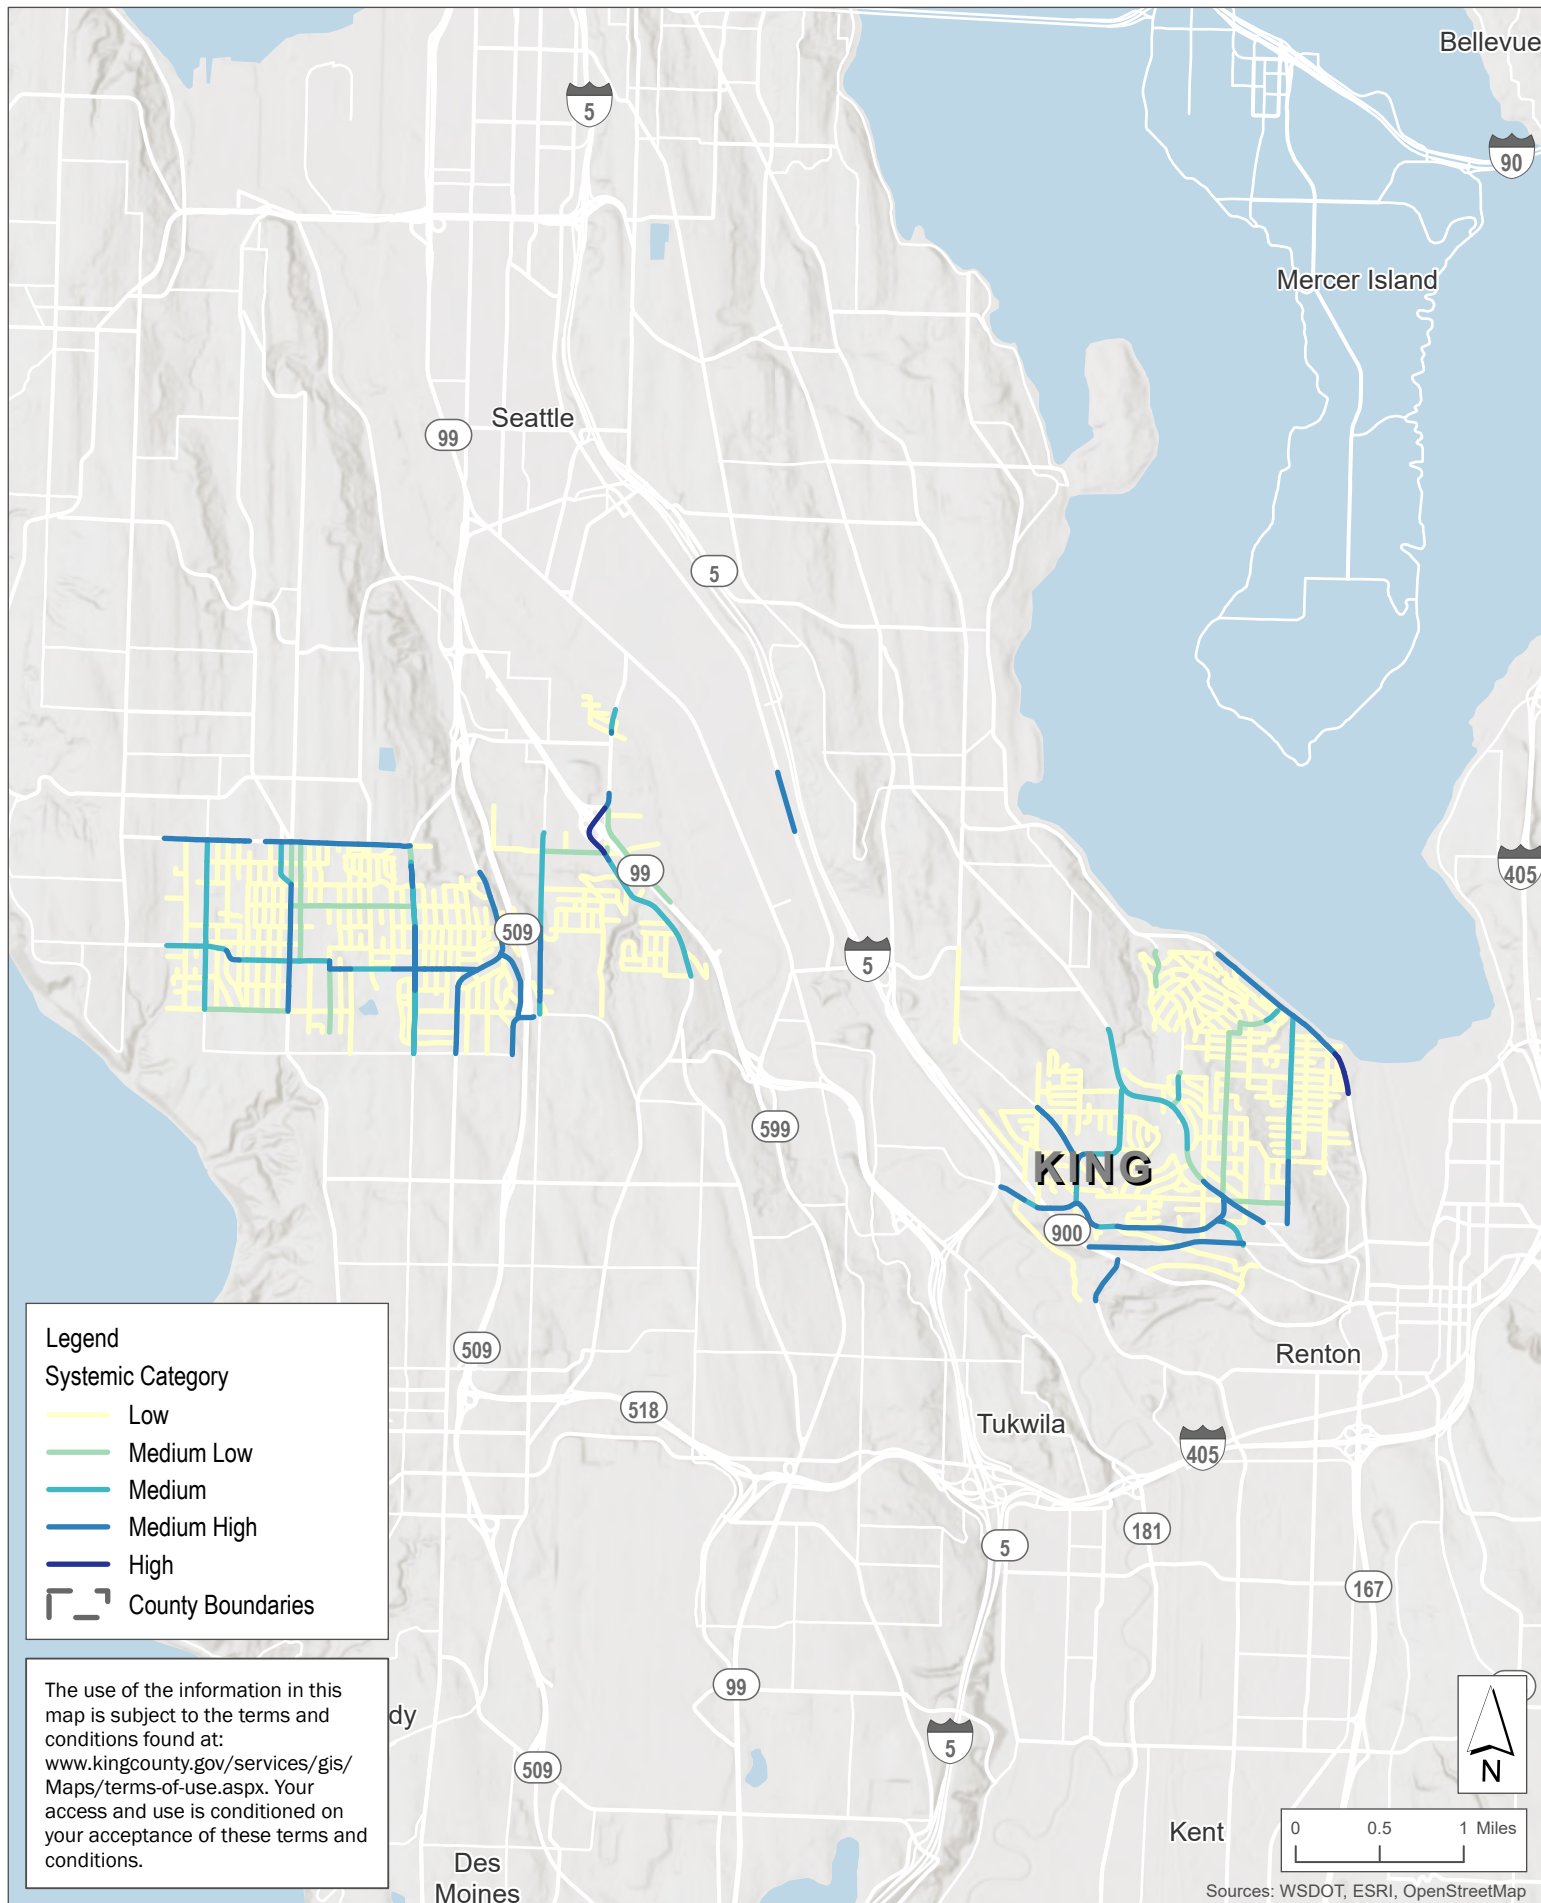 Bellevue
5
90
Mercer Island
Seattle
99
5
99
405
509
5
599
KING
900
Renton
509
518
Tukwila
405
181
5
167
99
dy
5
509
Kent
Des
Moines
Legend
Systemic Category
Low
Medium Low
Medium
Medium High
High
County Boundaries
The use of the information in this
map is subject to the terms and
conditions found at:
www.kingcounty.gov/services/gis/
Maps/terms-of-use.aspx. Your
access and use is conditioned on
your acceptance of these terms and
conditions.
N
0 0.5 1 Miles
Sources: WSDOT, ESRI, OpenStreetMap